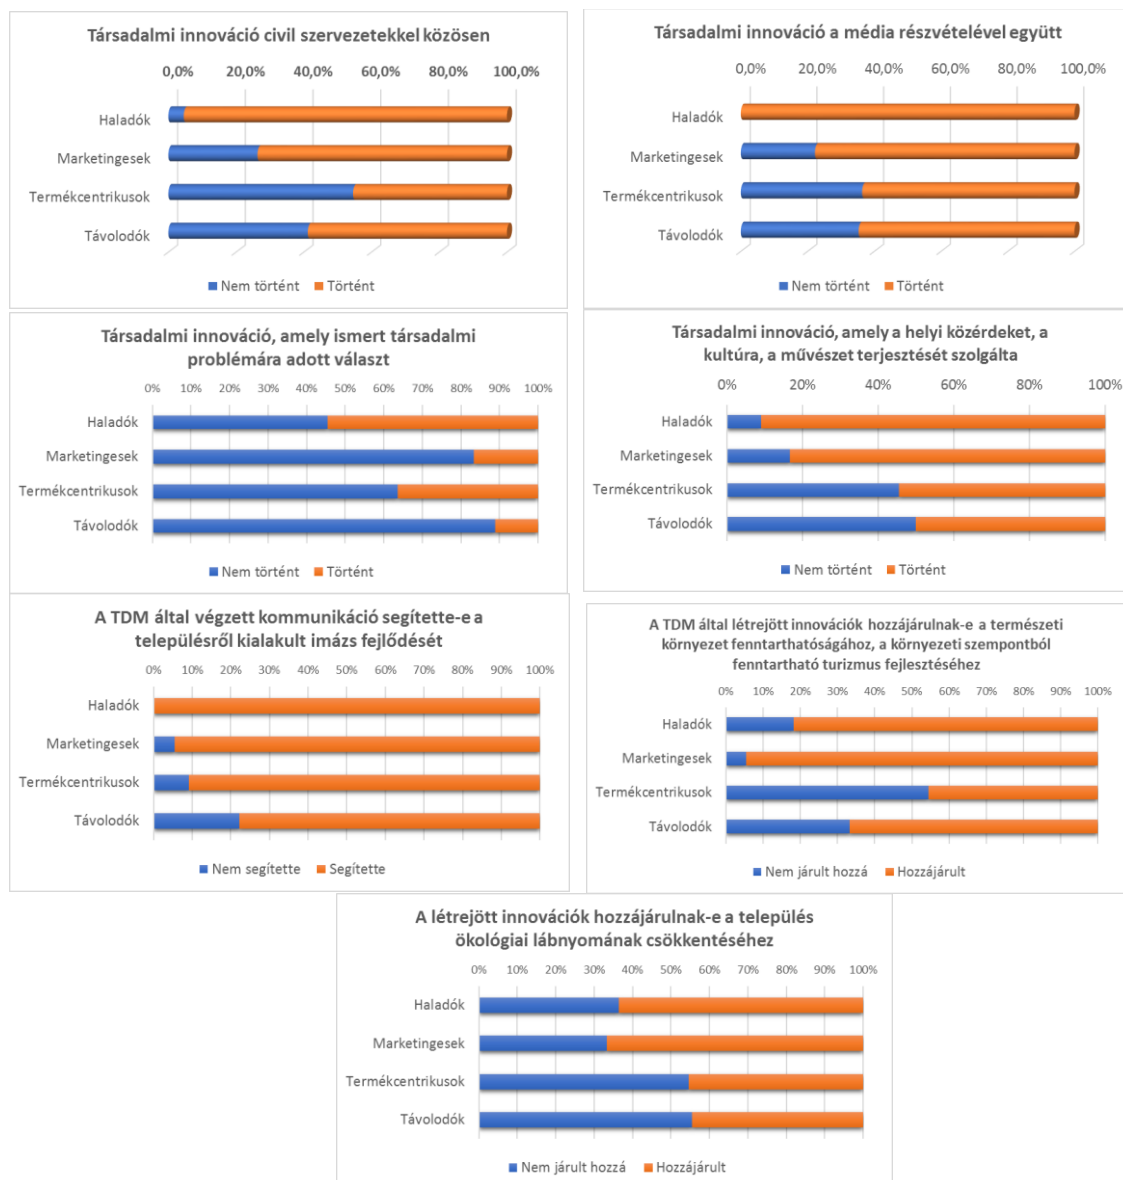 Társadalmi innováció civil szervezetekkel közösen
0,0% 20,0% 40,0% 60,0% 80,0% 100,0%
Haladók
Marketingesek
Termékcentrikusok
Távolodók
Nem történt Történt
Társadalmi innováció a média részvételével együtt
0,0% 20,0% 40,0% 60,0% 80,0% 100,0%
Haladók
Marketingesek
Termékcentrikusok
Távolodók
Nem történt Történt
Társadalmi innováció, amely ismert társadalmi
problémára adott választ
0% 10% 20% 30% 40% 50% 60% 70% 80% 90% 100%
Haladók
Marketingesek
Termékcentrikusok
Távolodók
Nem történt Történt
Társadalmi innováció, amely a helyi közérdeket, a
kultúra, a művészet terjesztését szolgálta
0% 20% 40% 60% 80% 100%
Haladók
Marketingesek
Termékcentrikusok
Távolodók
Nem történt Történt
A TDM által végzett kommunikáció segítette-e a
településről kialakult imázs fejlődését
0% 10% 20% 30% 40% 50% 60% 70% 80% 90% 100%
Haladók
Marketingesek
Termékcentrikusok
Távolodók
Nem segítette Segítette
A TDM által létrejött innovációk hozzájárulnak-e a természeti
környezet fenntarthatóságához, a környezeti szempontból
fenntartható turizmus fejlesztéséhez
0% 10% 20% 30% 40% 50% 60% 70% 80% 90% 100%
Haladók
Marketingesek
Termékcentrikusok
Távolodók
Nem járult hozzá Hozzájárult
A létrejött innovációk hozzájárulnak-e a település
ökológiai lábnyomának csökkentéséhez
0% 10% 20% 30% 40% 50% 60% 70% 80% 90% 100%
Haladók
Marketingesek
Termékcentrikusok
Távolodók
Nem járult hozzá Hozzájárult